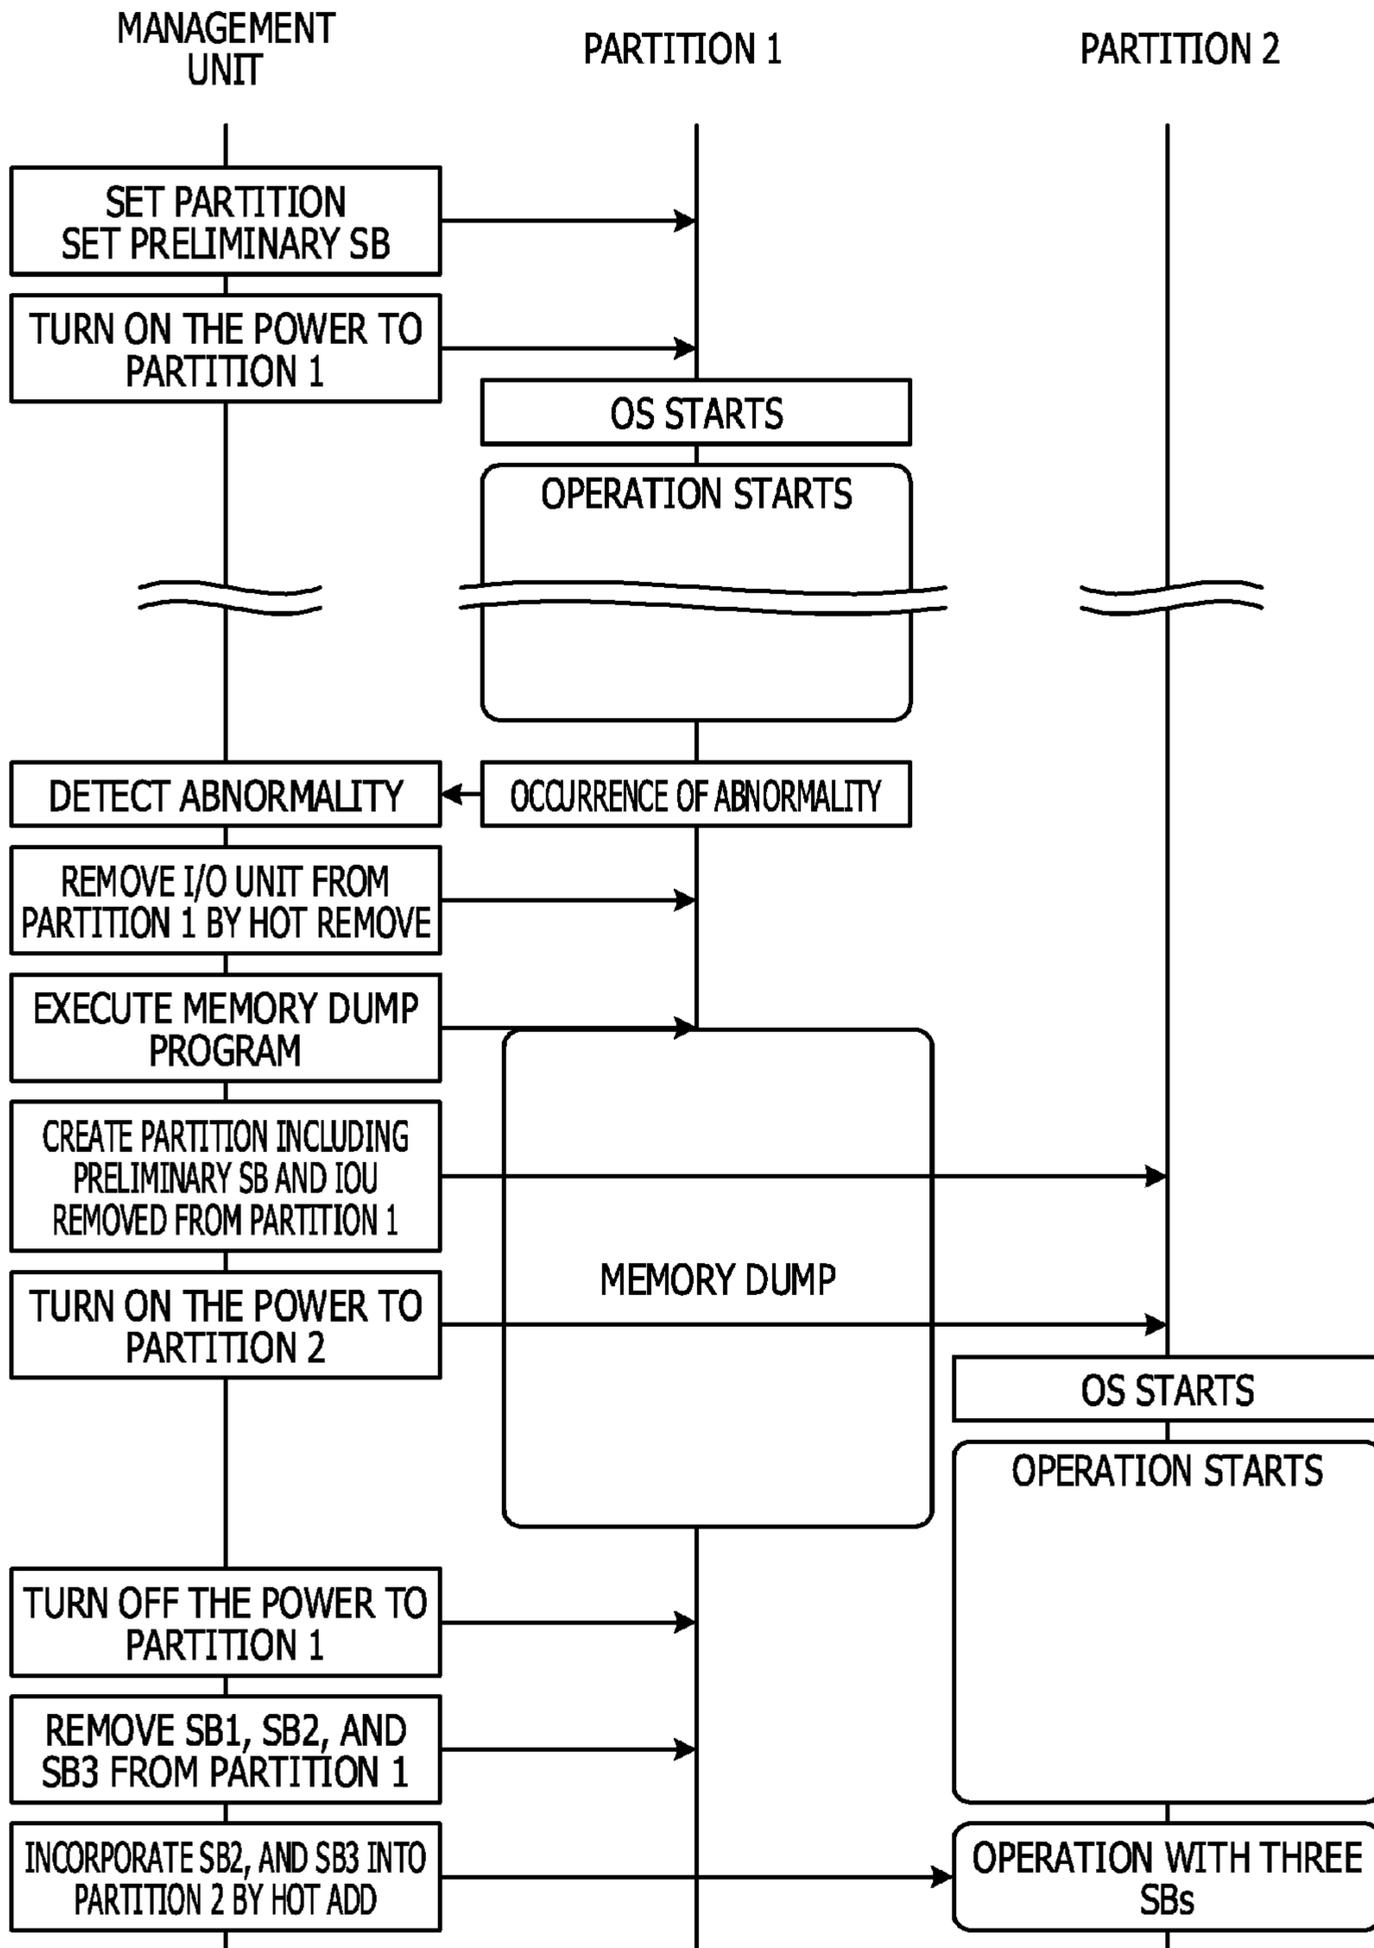 MANAGEMENT
UNIT
PARTITION 1
PARTITION 2
SET PARTITION
SET PRELIMINARY SB
TURN ON THE POWER TO
PARTITION 1
OS STARTS
OPERATION STARTS
DETECT ABNORMALITY
OCCURRENCE OF ABNORMALITY
REMOVE I/O UNIT FROM
PARTITION 1 BY HOT REMOVE
EXECUTE MEMORY DUMP
PROGRAM
CREATE PARTITION INCLUDING
PRELIMINARY SB AND IOU
REMOVED FROM PARTITION 1
MEMORY DUMP
TURN ON THE POWER TO
PARTITION 2
OS STARTS
OPERATION STARTS
TURN OFF THE POWER TO
PARTITION 1
REMOVE SB1, SB2, AND
SB3 FROM PARTITION 1
INCORPORATE SB2, AND SB3 INTO
PARTITION 2 BY HOT ADD
OPERATION WITH THREE
SBs